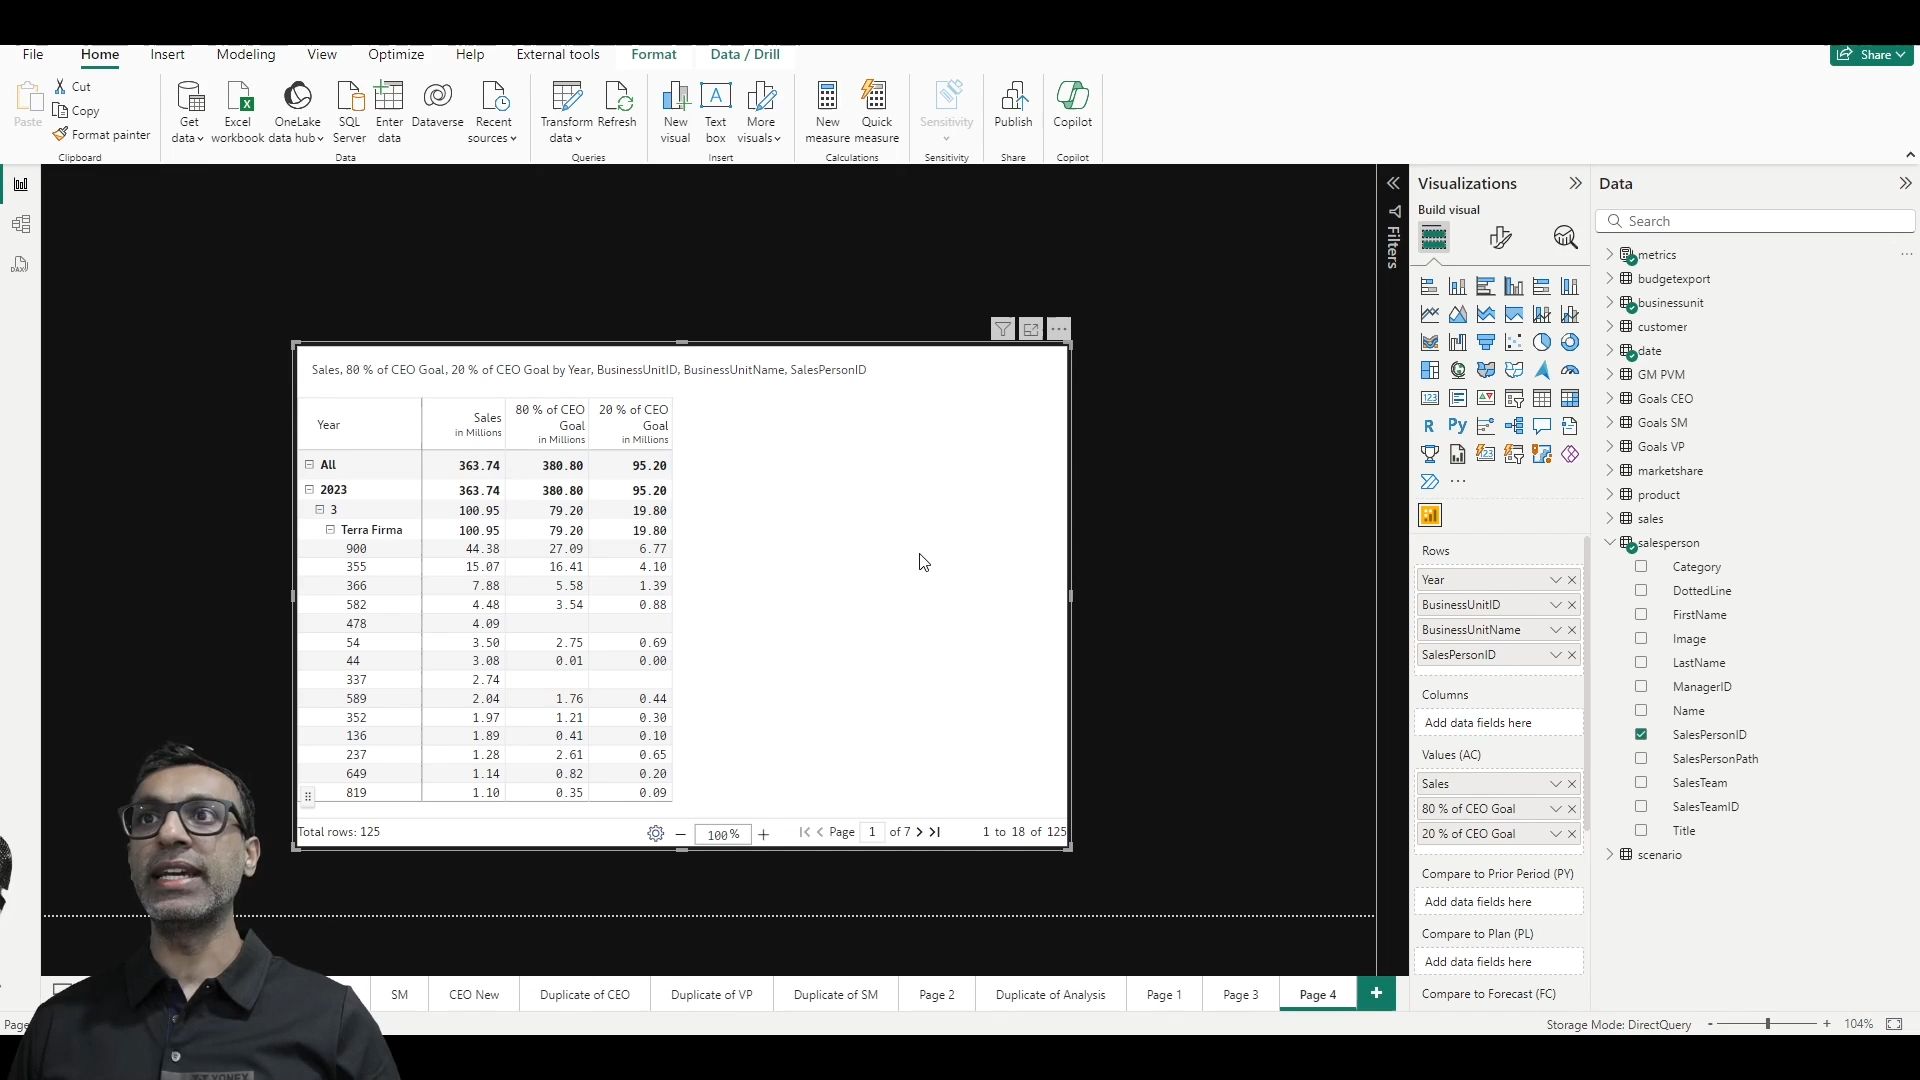 File Home Insert Modeling View Optimize Help External tools Format Data / Drill Share
Paste
Cut
Copy
Format painter
Clipboard
Get data
Excel workbook
OneLake data hub
SQL Server
Enter data
Dataverse
Recent sources
Data
Transform data
Refresh
Queries
New visual
Text box
More visuals
Insert
New measure
Quick measure
Calculations
Sensitivity
Sensitivity
Publish
Share
Copilot
Copilot
Sales, 80 % of CEO Goal, 20 % of CEO Goal by Year, BusinessUnitID, BusinessUnitName, SalesPersonID
Year Sales in Millions 80 % of CEO Goal in Millions 20 % of CEO Goal in Millions
All 363.74 380.80 95.20
2023 363.74 380.80 95.20
3 100.95 79.20 19.80
Terra Firma 100.95 79.20 19.80
900 44.38 27.09 6.77
355 15.07 16.41 4.10
366 7.88 5.58 1.39
582 4.48 3.54 0.88
478 4.09
54 3.50 2.75 0.69
44 3.08 0.01 0.00
337 2.74
589 2.04 1.76 0.44
352 1.97 1.21 0.30
136 1.89 0.41 0.10
237 1.28 2.61 0.65
649 1.14 0.82 0.20
819 1.10 0.35 0.09
Total rows: 125 100% Page 1 of 7 1 to 18 of 125
Filters
Visualizations
Build visual
R Py
123
Rows
Year
BusinessUnitID
BusinessUnitName
SalesPersonID
Columns
Add data fields here
Values (AC)
Sales
80 % of CEO Goal
20 % of CEO Goal
Compare to Prior Period (PY)
Add data fields here
Compare to Plan (PL)
Add data fields here
Compare to Forecast (FC)
Data
Search
metrics
budgetexport
businessunit
customer
date
GM PVM
Goals CEO
Goals SM
Goals VP
marketshare
product
sales
salesperson
Category
DottedLine
FirstName
Image
LastName
ManagerID
Name
SalesPersonID
SalesPersonPath
SalesTeam
SalesTeamID
Title
scenario
SM CEO New Duplicate of CEO Duplicate of VP Duplicate of SM Page 2 Duplicate of Analysis Page 1 Page 3 Page 4
Storage Mode: DirectQuery 104%